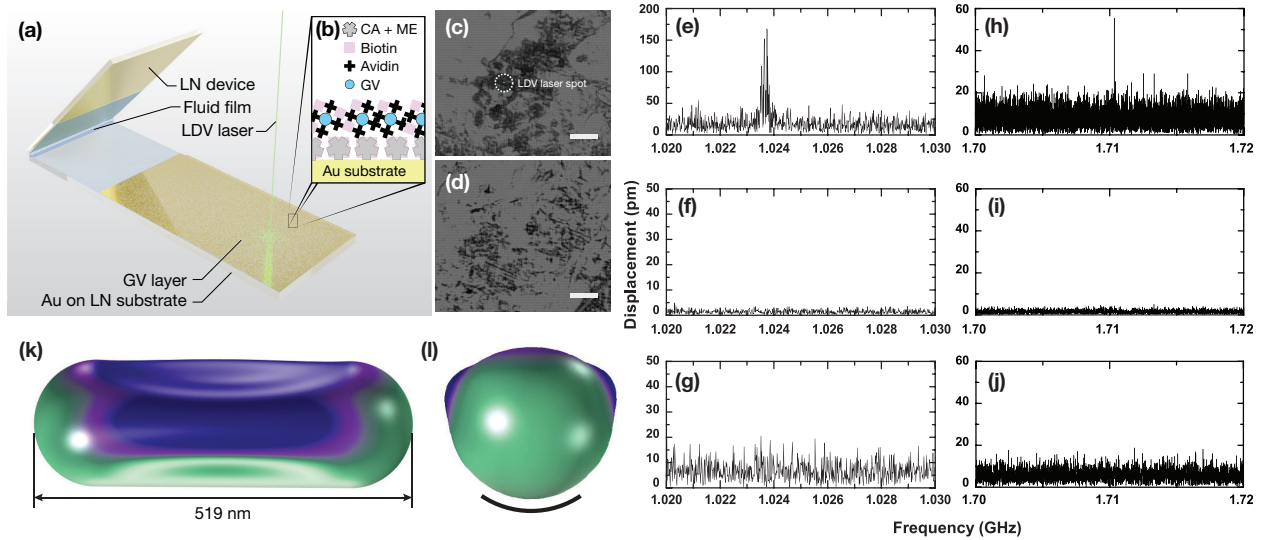 (a)
LN device
Fluid film
LDV laser
GV layer
Au on LN substrate
(b)
CA + ME
Biotin
Avidin
GV
Au substrate
(c)
LDV laser spot
(d)
(e)
200
150
100
50
0
1.020 1.022 1.024 1.026 1.028 1.030
(h)
60
40
20
0
1.70 1.71 1.72
(f)
50
40
30
20
10
0
1.020 1.022 1.024 1.026 1.028 1.030
(i)
60
40
20
0
1.70 1.71 1.72
Displacement (pm)
(k)
519 nm
(l)
(g)
50
40
30
20
10
0
1.020 1.022 1.024 1.026 1.028 1.030
(j)
60
40
20
0
1.70 1.71 1.72
Frequency (GHz)